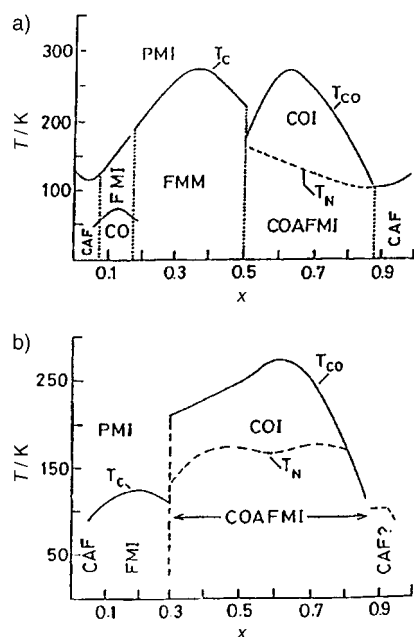 a)
300
PMI
T_C
T_CO
COI
200
T/K
FMI
FMM
T_N
100
CAF
CO
COAFMI
CAF
0.1 0.3 0.5 0.7 0.9
x
b)
T_CO
250
PMI
COI
T/K
150
T_C
T_N
COAFMI
50
CAF
FMI
CAF?
0.1 0.3 0.5 0.7 0.9
x